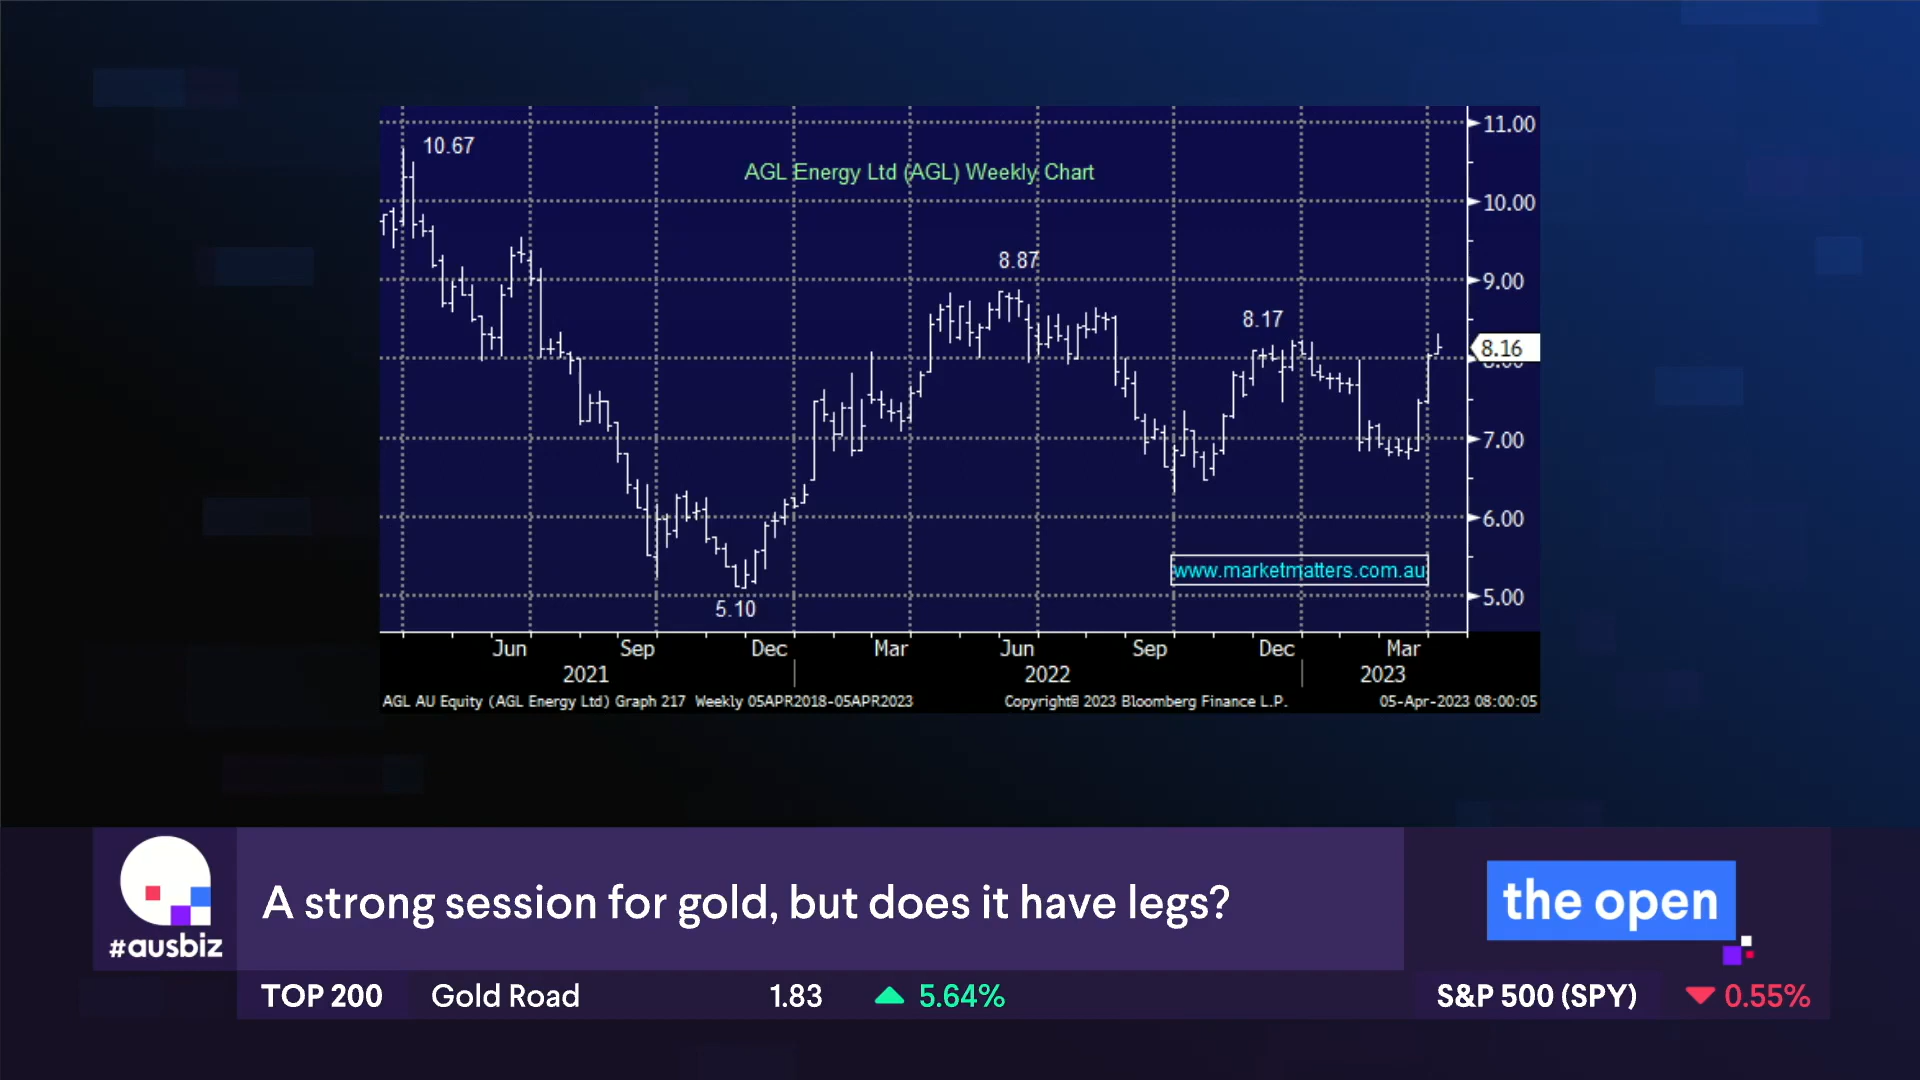 10.67
11.00
AGL Energy Ltd (AGL) Weekly Chart
10.00
8.87
9.00
8.17
8.16
8.00
7.00
6.00
www.marketmatters.com.au
5.10
5.00
Jun Sep Dec Mar Jun Sep Dec Mar
2021 2022 2023
AGL AU Equity (AGL Energy Ltd) Graph 217 Weekly 05APR2018-05APR2023 Copyright© 2023 Bloomberg Finance L.P. 05-Apr-2023 08:00:05
A strong session for gold, but does it have legs?
the open
#ausbiz
TOP 200 Gold Road 1.83 5.64% S&P 500 (SPY) 0.55%